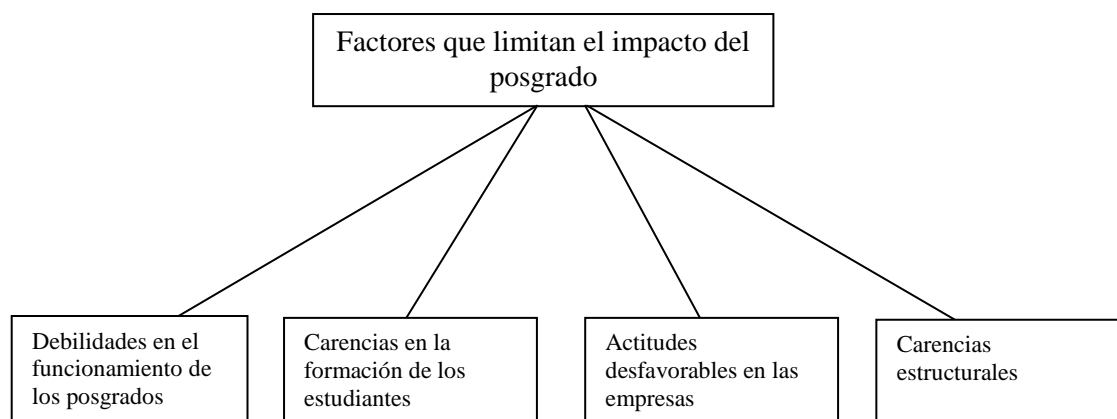 Factores que limitan el impacto del
posgrado
Debilidades en el
funcionamiento de
los posgrados
Carencias en la
formación de los
estudiantes
Actitudes
desfavorables en las
empresas
Carencias
estructurales